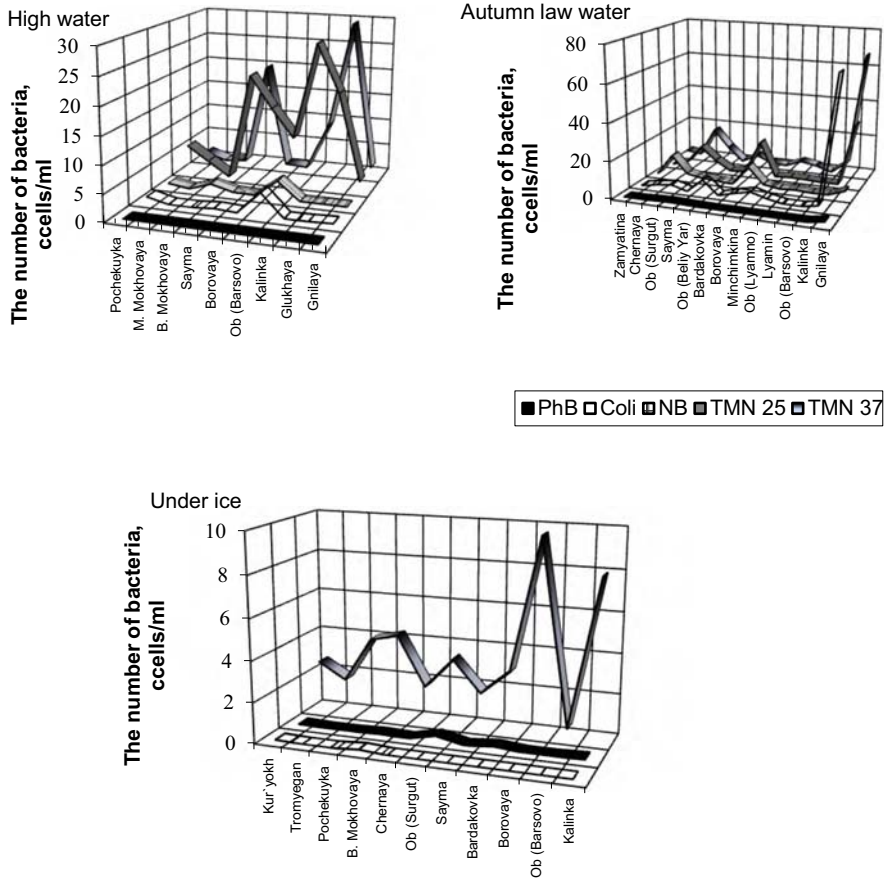 High water
The number of bacteria,
ccells/ml
30
25
20
15
10
5
0
Pochekuyka
M. Mokhovaya
B. Mokhovaya
Sayma
Borovaya
Ob (Barsovo)
Kalinka
Glukhaya
Gnilaya
Autumn law water
The number of bacteria,
ccells/ml
80
60
40
20
0
Zamyatina
Chernaya
Ob (Surgut)
Sayma
Ob (Beliy Yar)
Bardakovka
Borovaya
Minchimkina
Ob (Lyamno)
Lyamin
Ob (Barsovo)
Kalinka
Gnilaya
PhB Coli NB TMN 25 TMN 37
Under ice
The number of bacteria,
ccells/ml
10
8
6
4
2
0
Kur`yokh
Tromyegan
Pochekuyka
B. Mokhovaya
Chernaya
Ob (Surgut)
Sayma
Bardakovka
Borovaya
Ob (Barsovo)
Kalinka